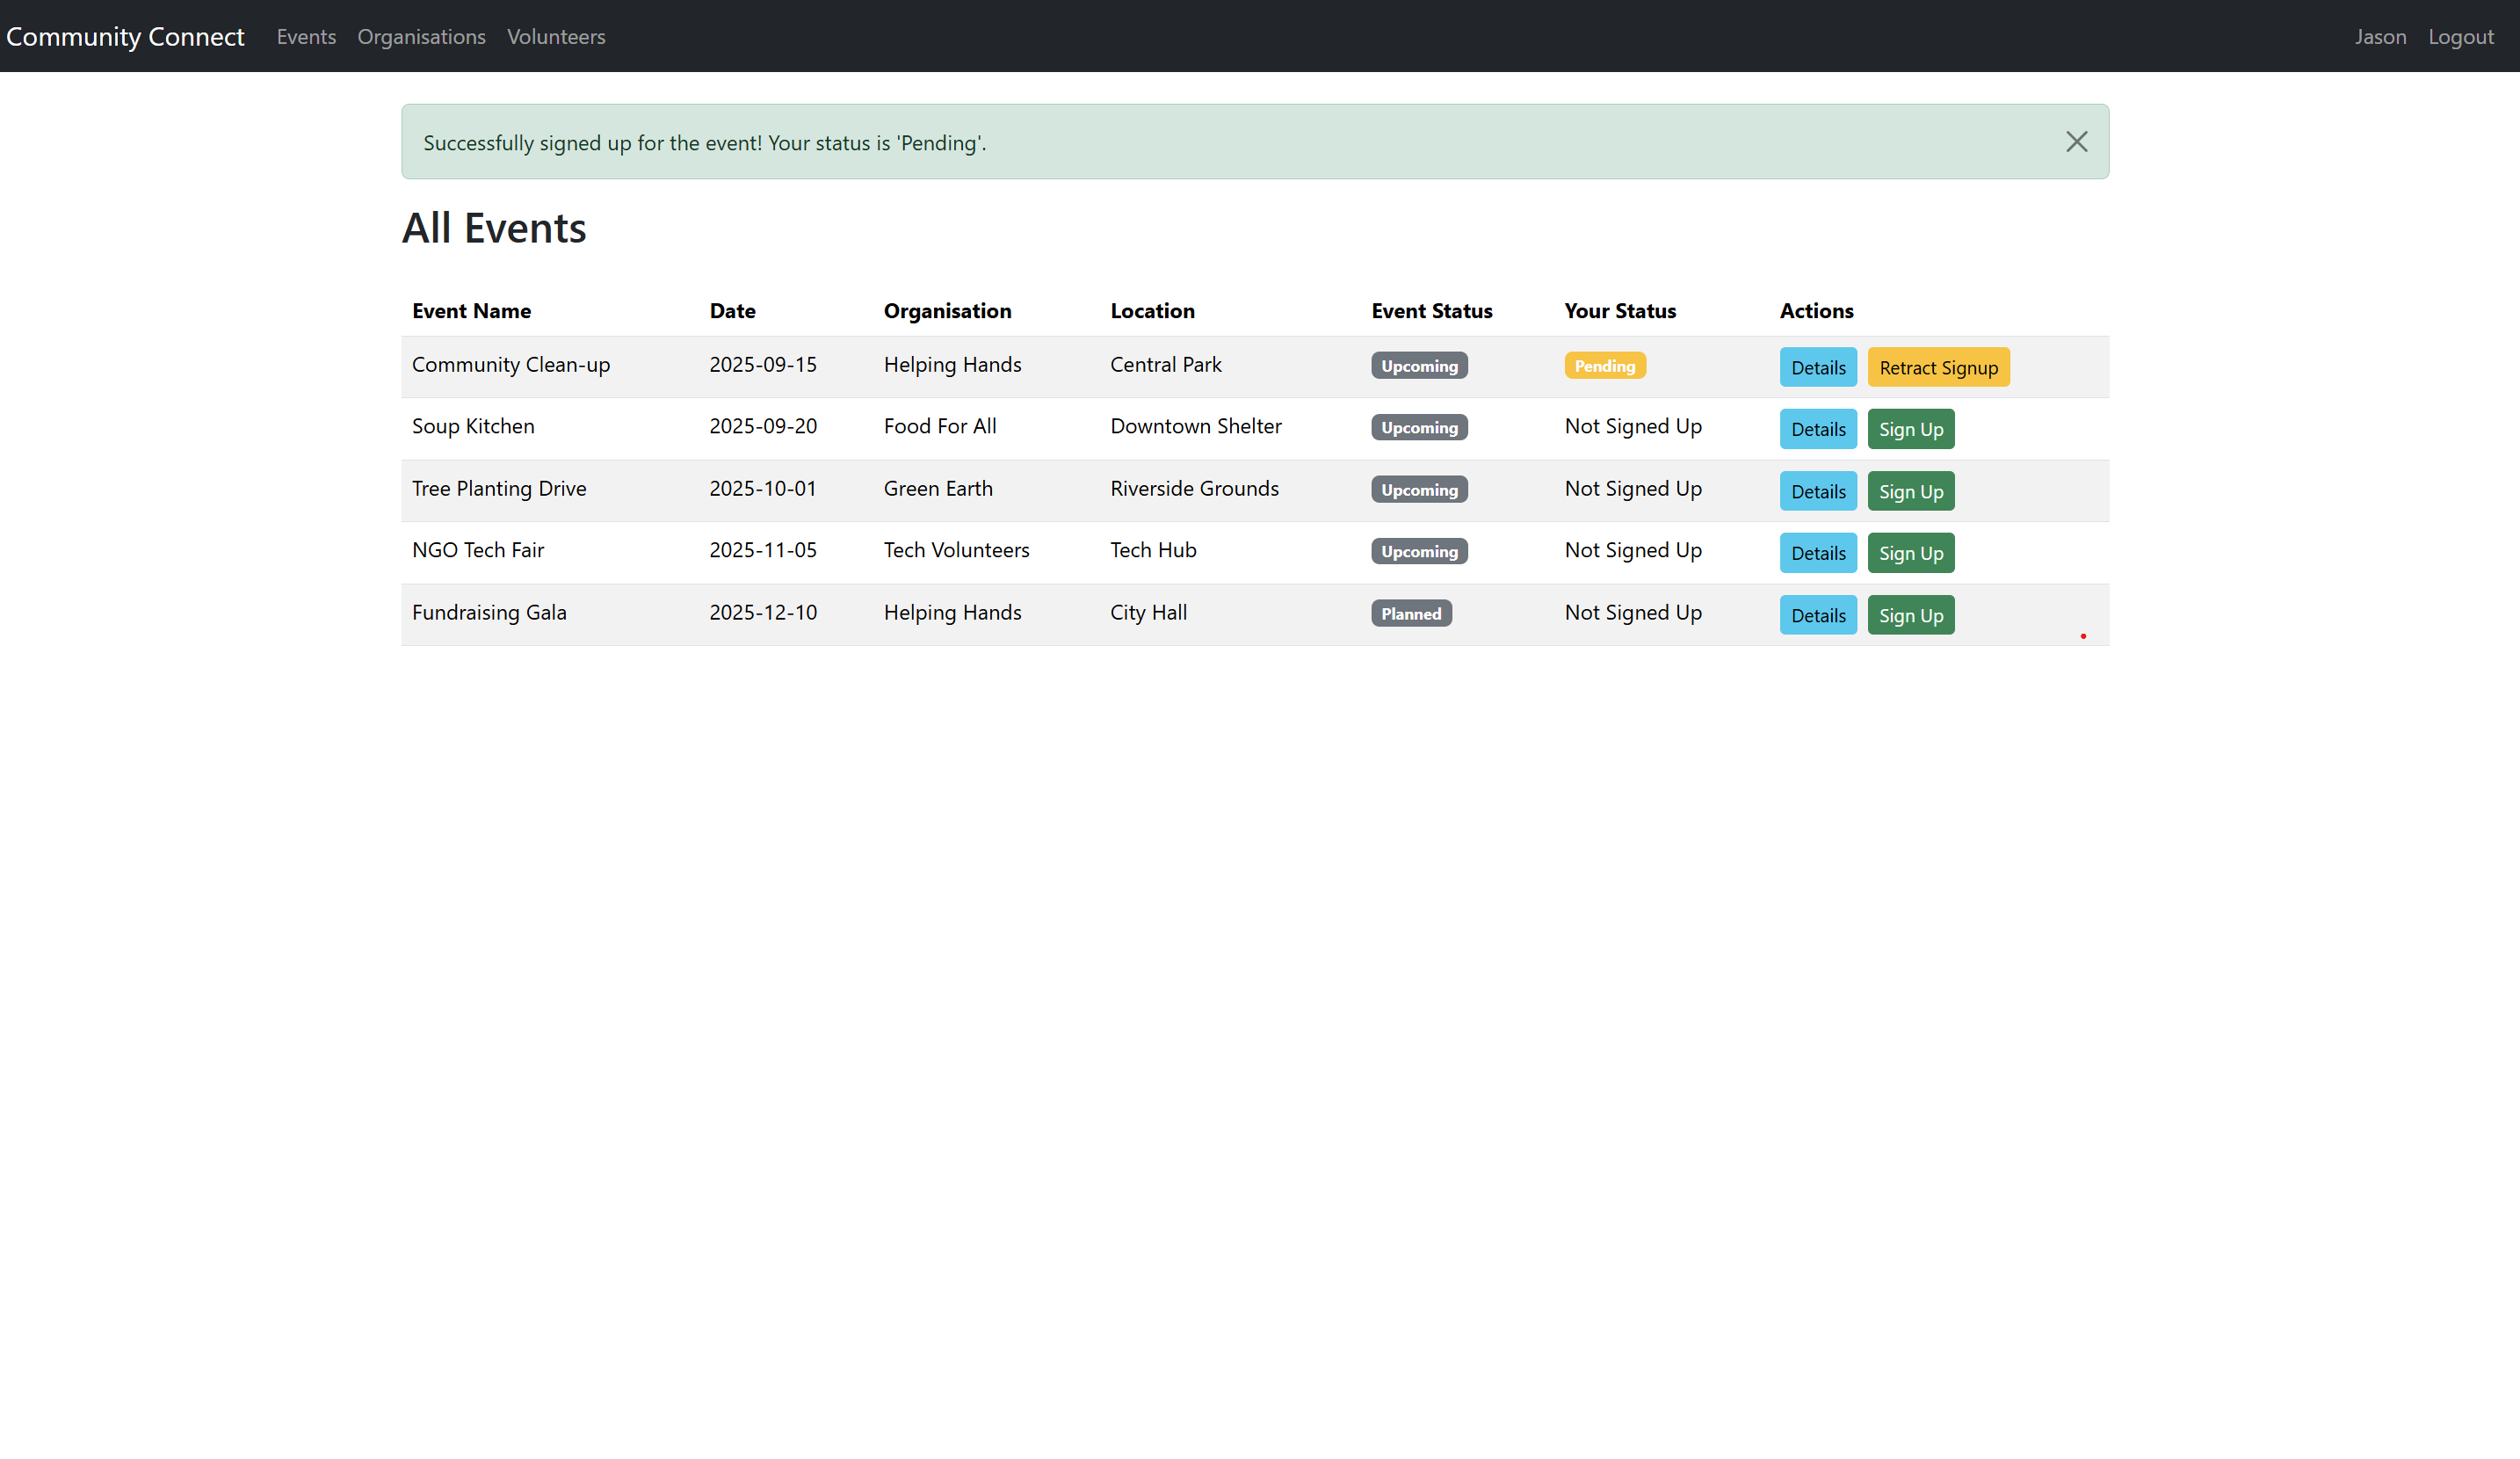 Community Connect Events Organisations Volunteers Jason Logout
Successfully signed up for the event! Your status is 'Pending'.
All Events
Event Name Date Organisation Location Event Status Your Status Actions
Community Clean-up 2025-09-15 Helping Hands Central Park Upcoming Pending Details Retract Signup
Soup Kitchen 2025-09-20 Food For All Downtown Shelter Upcoming Not Signed Up Details Sign Up
Tree Planting Drive 2025-10-01 Green Earth Riverside Grounds Upcoming Not Signed Up Details Sign Up
NGO Tech Fair 2025-11-05 Tech Volunteers Tech Hub Upcoming Not Signed Up Details Sign Up
Fundraising Gala 2025-12-10 Helping Hands City Hall Planned Not Signed Up Details Sign Up